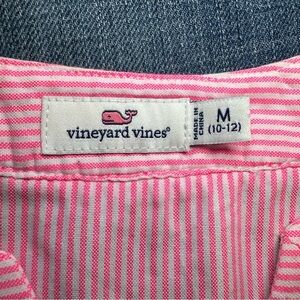 vineyard vines®
MADE IN
CHINA
M
(10-12)